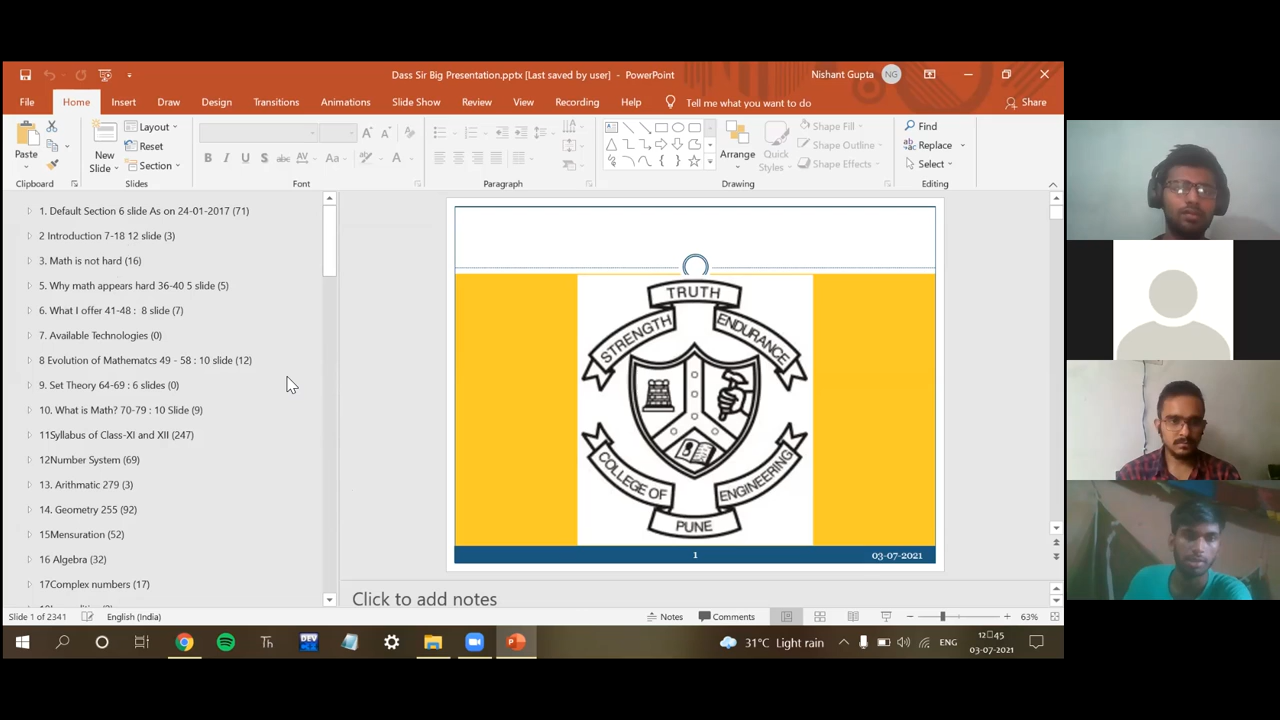 Dass Sir Big Presentation.pptx [Last saved by user] - PowerPoint
Nishant Gupta NG
File Home Insert Draw Design Transitions Animations Slide Show Review View Recording Help Tell me what you want to do Share
Paste
New
Slide
Layout
Reset
Section
B I U S abc AV Aa A
Arrange
Quick
Styles
Shape Fill
Shape Outline
Shape Effects
Find
Replace
Select
Clipboard Slides Font Paragraph Drawing Editing
1. Default Section 6 slide As on 24-01-2017 (71)
2 Introduction 7-18 12 slide (3)
3. Math is not hard (16)
5. Why math appears hard 36-40 5 slide (5)
6. What I offer 41-48 : 8 slide (7)
7. Available Technologies (0)
8 Evolution of Mathematcs 49 - 58 : 10 slide (12)
9. Set Theory 64-69 : 6 slides (0)
10. What is Math? 70-79 : 10 Slide (9)
11Syllabus of Class-XI and XII (247)
12Number System (69)
13. Arithmatic 279 (3)
14. Geometry 255 (92)
15Mensuration (52)
16 Algebra (32)
17Complex numbers (17)
TRUTH
STRENGTH
ENDURANCE
COLLEGE OF
ENGINEERING
PUNE
1
03-07-2021
Click to add notes
Slide 1 of 2341 English (India) Notes Comments 63%
Th DEV 31°C Light rain ENG
12 45
03-07-2021